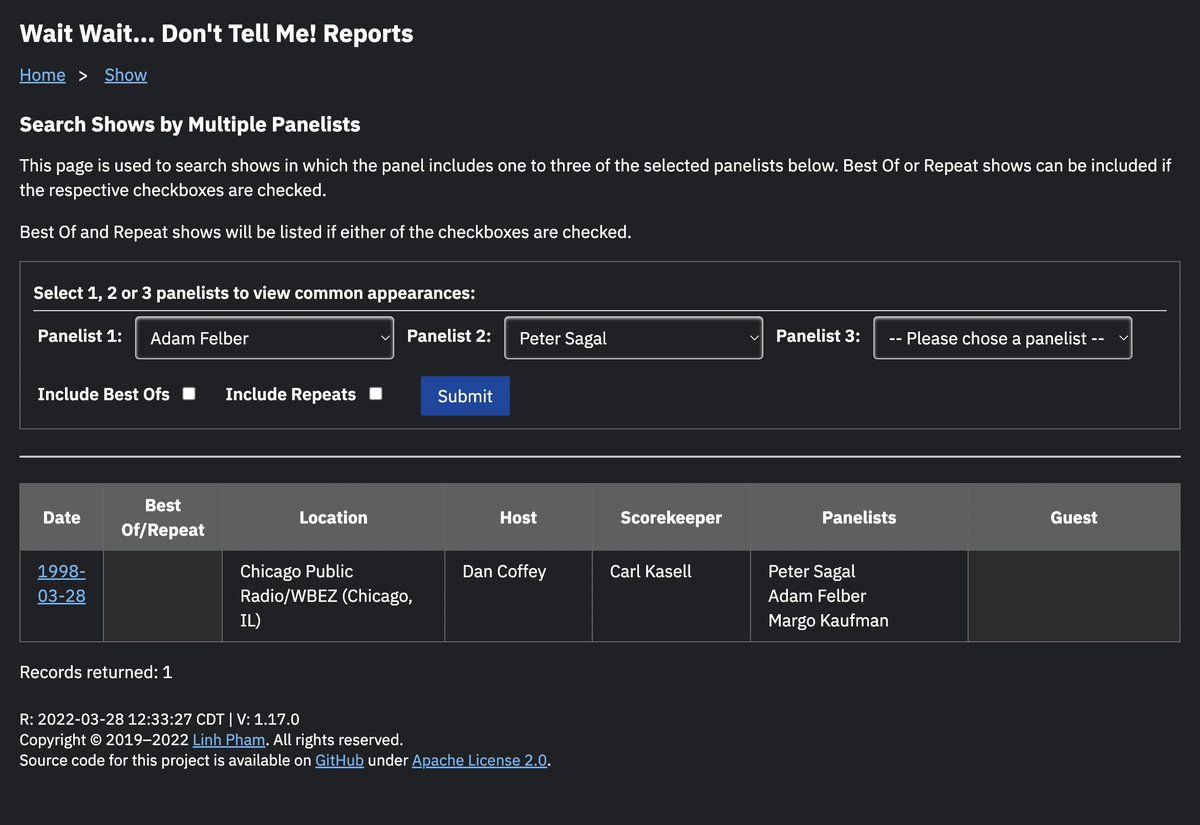 Wait Wait... Don't Tell Me! Reports
Home > Show
Search Shows by Multiple Panelists
This page is used to search shows in which the panel includes one to three of the selected panelists below. Best Of or Repeat shows can be included if
the respective checkboxes are checked.
Best Of and Repeat shows will be listed if either of the checkboxes are checked.
Select 1, 2 or 3 panelists to view common appearances:
Panelist 1: Adam Felber Panelist 2: Peter Sagal Panelist 3: -- Please chose a panelist --
Include Best Ofs Include Repeats Submit
Date Best Of/Repeat Location Host Scorekeeper Panelists Guest
1998- Chicago Public Dan Coffey Carl Kasell Peter Sagal
03-28 Radio/WBEZ (Chicago, Adam Felber
IL) Margo Kaufman
Records returned: 1
R: 2022-03-28 12:33:27 CDT | V: 1.17.0
Copyright © 2019–2022 Linh Pham. All rights reserved.
Source code for this project is available on GitHub under Apache License 2.0.